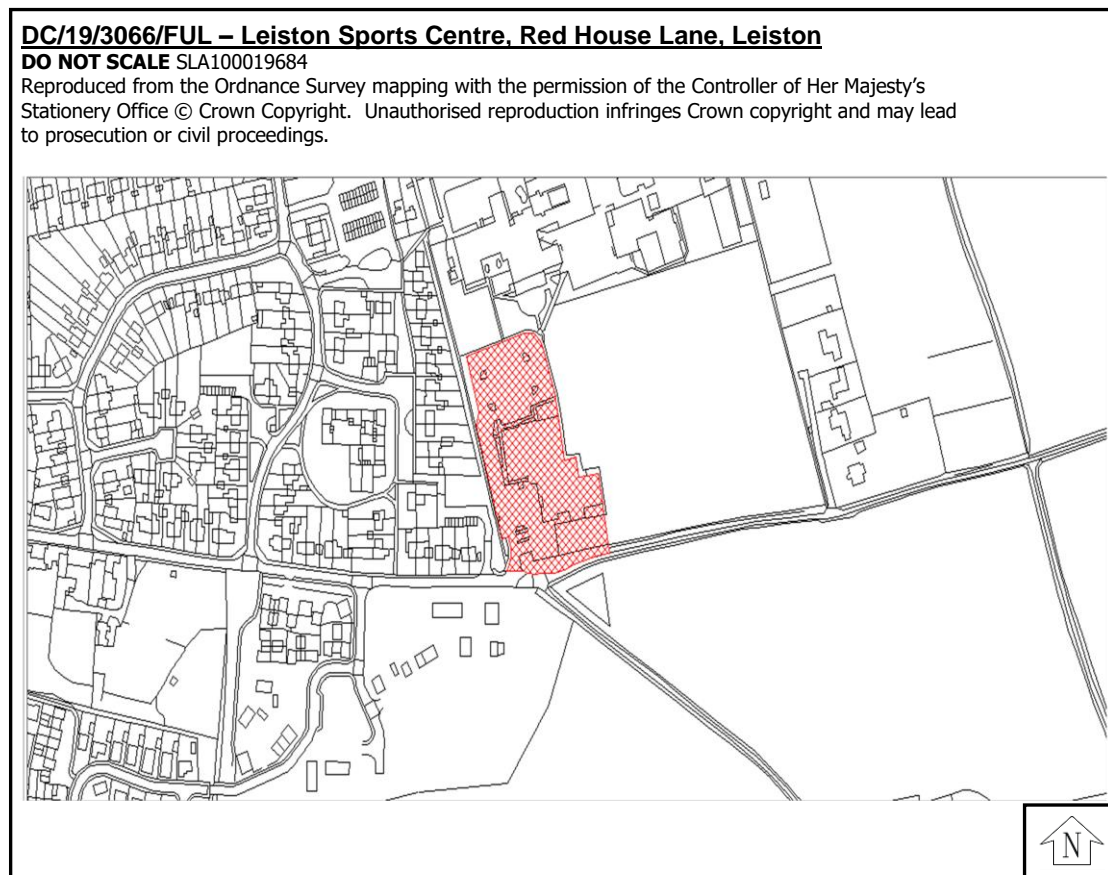 DC/19/3066/FUL – Leiston Sports Centre, Red House Lane, Leiston
DO NOT SCALE SLA100019684
Reproduced from the Ordnance Survey mapping with the permission of the Controller of Her Majesty’s
Stationery Office © Crown Copyright.  Unauthorised reproduction infringes Crown copyright and may lead
to prosecution or civil proceedings.
N